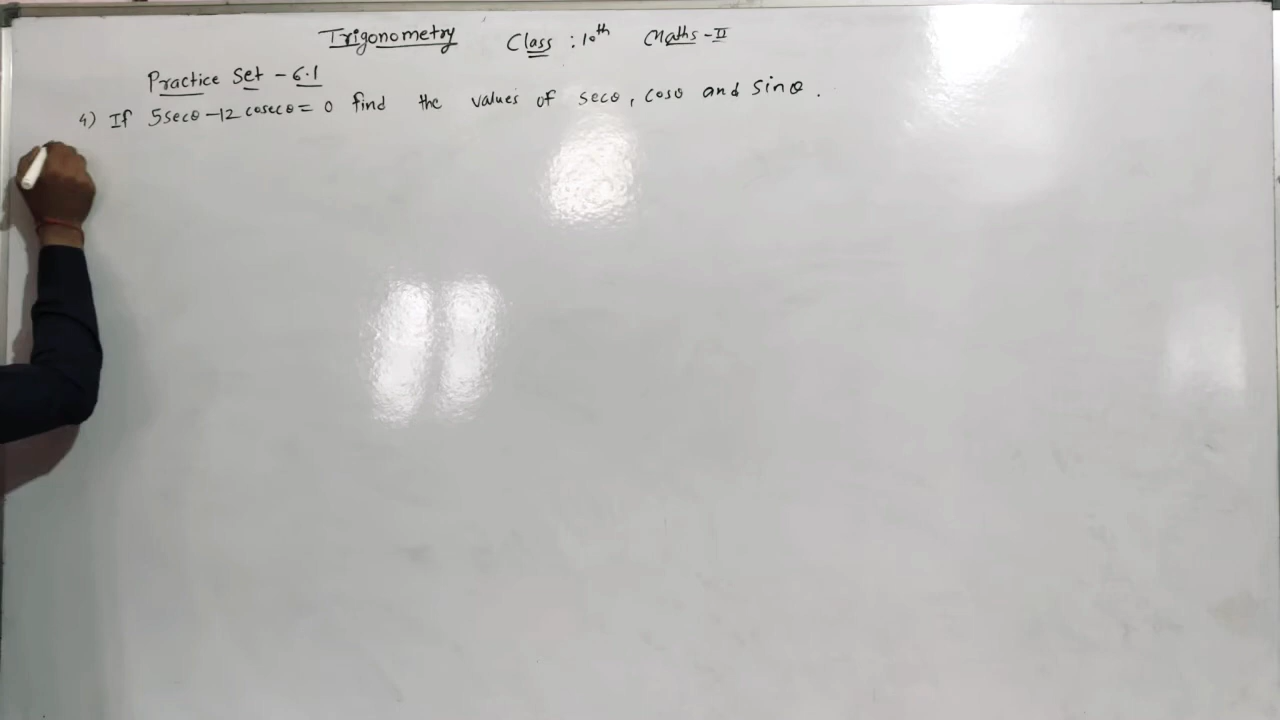 Trigonometry Class : 10th Maths - II
Practice Set - 6.1
4) If 5secθ - 12 cosecθ = 0 find the values of secθ, cosθ and sinθ.